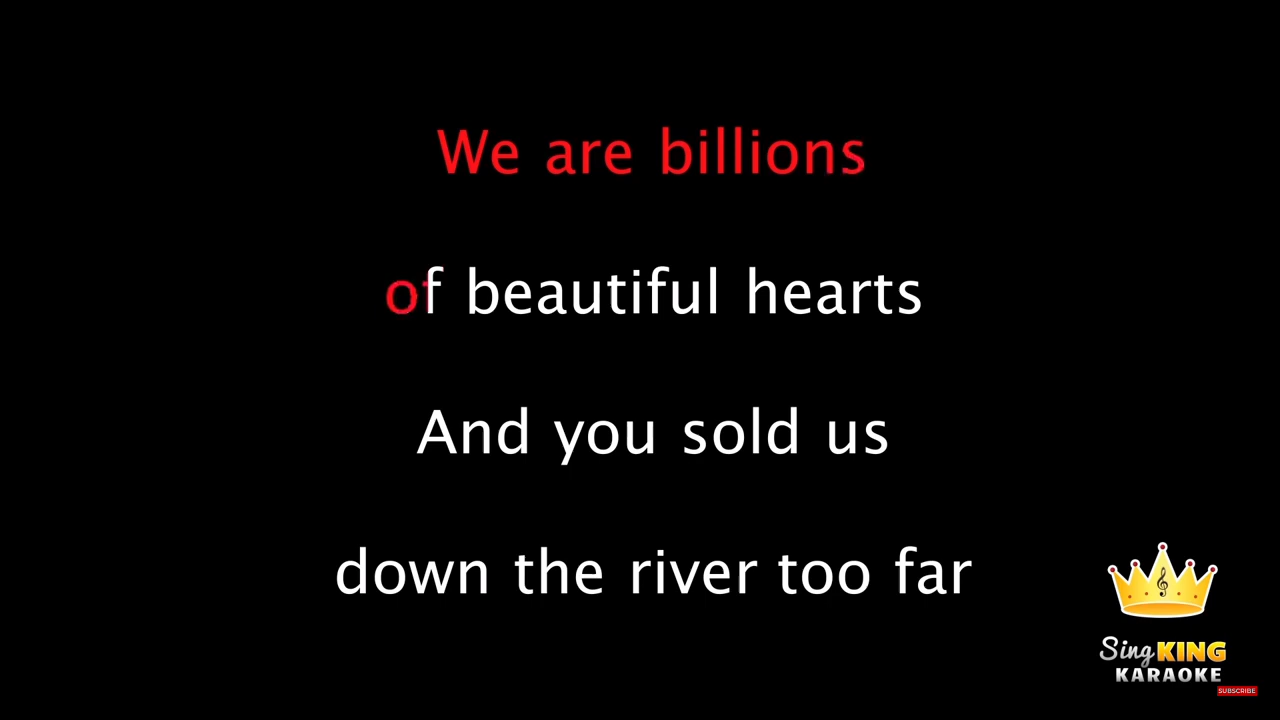 We are billions
of beautiful hearts
And you sold us
down the river too far
Sing KING
KARAOKE
SUBSCRIBE